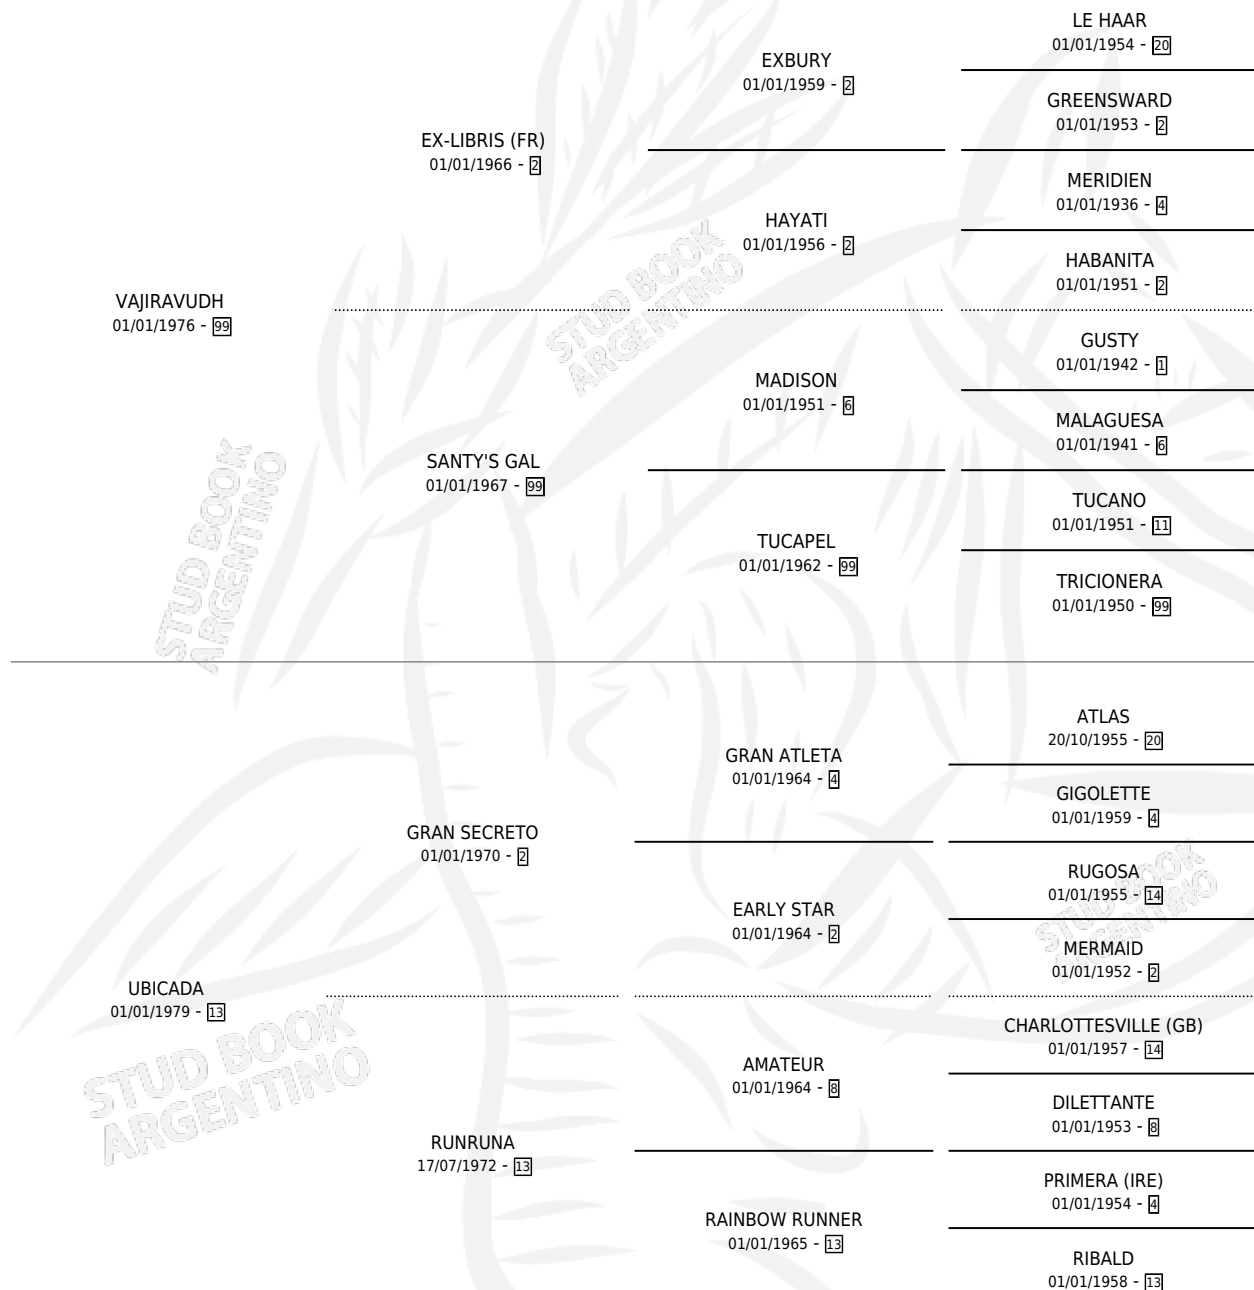 LE HAAR
01/01/1954 - 20
EXBURY
01/01/1959 - 2
GREENSWARD
01/01/1953 - 2
EX-LIBRIS (FR)
01/01/1966 - 2
MERIDIEN
01/01/1936 - 4
HAYATI
01/01/1956 - 2
HABANITA
01/01/1951 - 2
VAJIRAVUDH
01/01/1976 - 99
GUSTY
01/01/1942 - 1
MADISON
01/01/1951 - 6
MALAGUESA
01/01/1941 - 6
SANTY'S GAL
01/01/1967 - 99
TUCANO
01/01/1951 - 11
TUCAPEL
01/01/1962 - 99
TRICIONERA
01/01/1950 - 99
STUD BOOK
ARGENTINO
STUD BOOK
ARGENTINO
ATLAS
20/10/1955 - 20
GRAN ATLETA
01/01/1964 - 4
GIGOLETTE
01/01/1959 - 4
GRAN SECRETO
01/01/1970 - 2
RUGOSA
01/01/1955 - 14
EARLY STAR
01/01/1964 - 2
MERMAID
01/01/1952 - 2
UBICADA
01/01/1979 - 13
CHARLOTTESVILLE (GB)
01/01/1957 - 14
AMATEUR
01/01/1964 - 8
DILETTANTE
01/01/1953 - 8
RUNRUNA
17/07/1972 - 13
PRIMERA (IRE)
01/01/1954 - 4
RAINBOW RUNNER
01/01/1965 - 13
RIBALD
01/01/1958 - 13
STUD BOOK
ARGENTINO
STUD BOOK
ARGENTINO